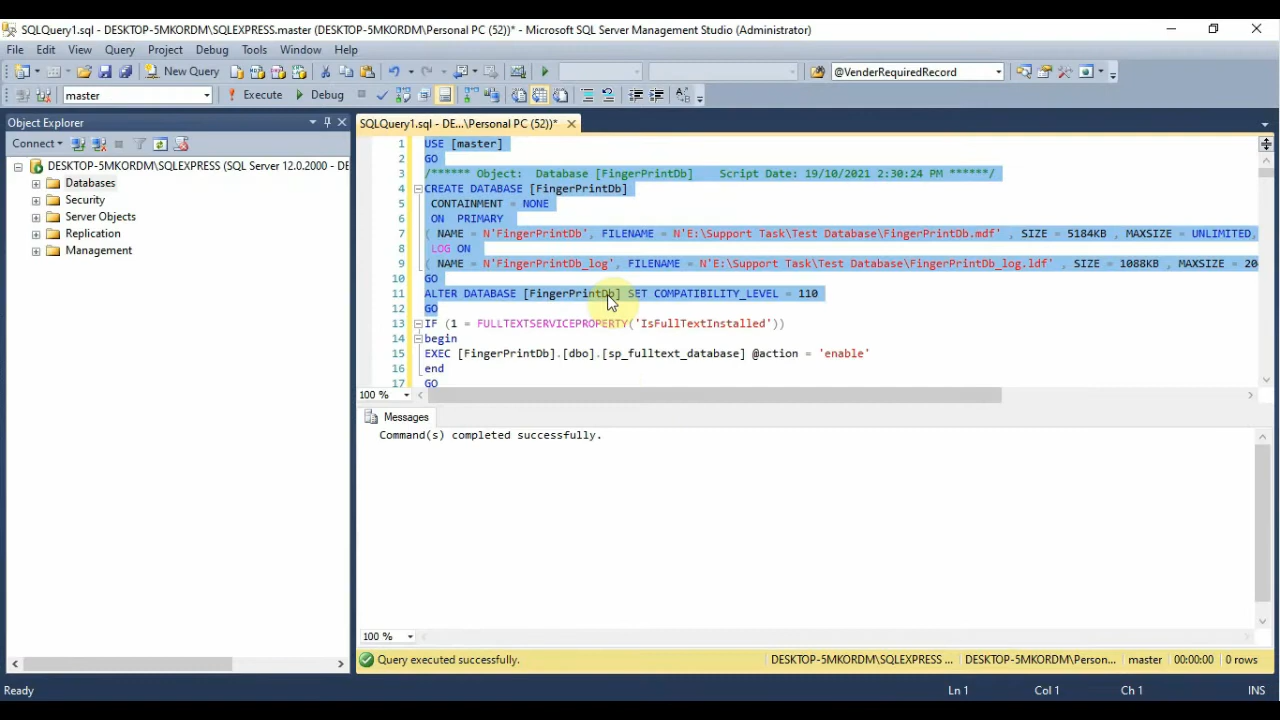 SQLQuery1.sql - DESKTOP-5MKORDM\SQLEXPRESS.master (DESKTOP-5MKORDM\Personal PC (52))* - Microsoft SQL Server Management Studio (Administrator)
File Edit View Query Project Debug Tools Window Help
New Query @VenderRequiredRecord
master Execute Debug
Object Explorer
Connect
DESKTOP-5MKORDM\SQLEXPRESS (SQL Server 12.0.2000 - DE
Databases
Security
Server Objects
Replication
Management
SQLQuery1.sql - DE...\Personal PC (52))*
1 USE [master]
2 GO
3 /****** Object: Database [FingerPrintDb] Script Date: 19/10/2021 2:30:24 PM ******/
4 CREATE DATABASE [FingerPrintDb]
5 CONTAINMENT = NONE
6 ON PRIMARY
7 ( NAME = N'FingerPrintDb', FILENAME = N'E:\Support Task\Test Database\FingerPrintDb.mdf' , SIZE = 5184KB , MAXSIZE = UNLIMITED,
8 LOG ON
9 ( NAME = N'FingerPrintDb_log', FILENAME = N'E:\Support Task\Test Database\FingerPrintDb_log.ldf' , SIZE = 1088KB , MAXSIZE = 20
10 GO
11 ALTER DATABASE [FingerPrintDb] SET COMPATIBILITY_LEVEL = 110
12 GO
13 IF (1 = FULLTEXTSERVICEPROPERTY('IsFullTextInstalled'))
14 begin
15 EXEC [FingerPrintDb].[dbo].[sp_fulltext_database] @action = 'enable'
16 end
17 GO
100 %
Messages
Command(s) completed successfully.
100 %
Query executed successfully. DESKTOP-5MKORDM\SQLEXPRESS ... DESKTOP-5MKORDM\Person... master 00:00:00 0 rows
Ready Ln 1 Col 1 Ch 1 INS